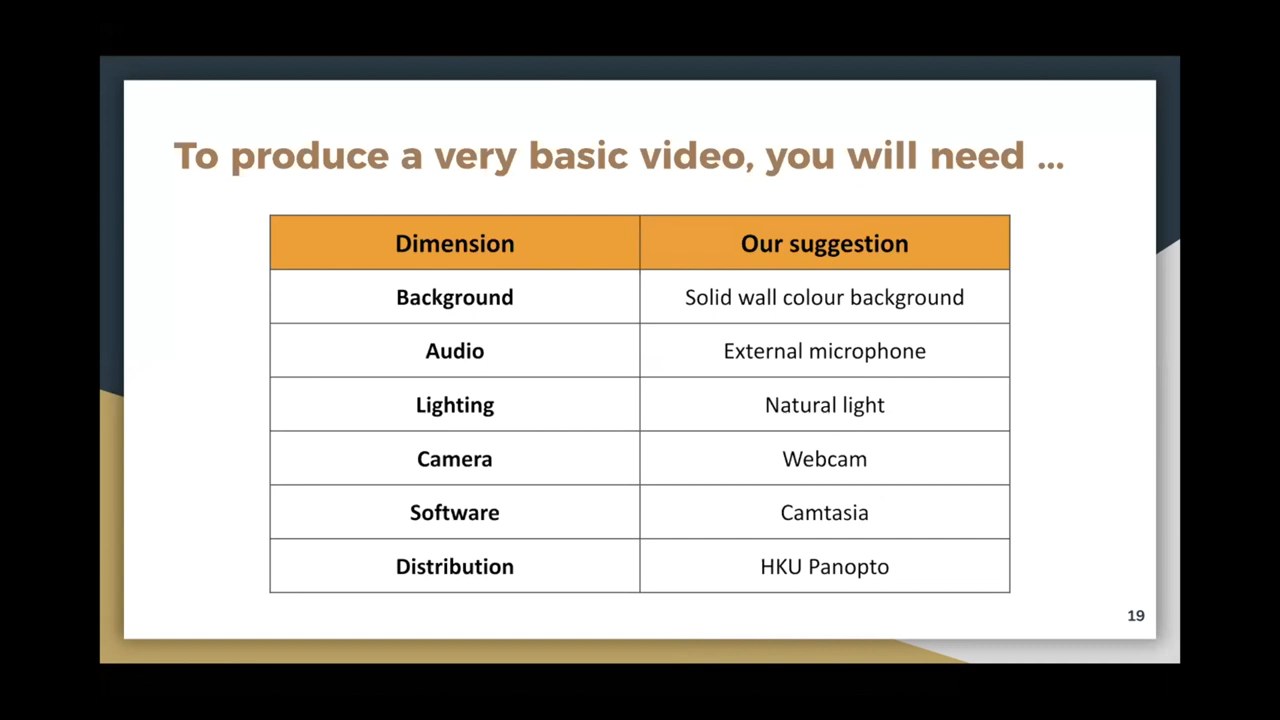 To produce a very basic video, you will need ...
Dimension Our suggestion
Background Solid wall colour background
Audio External microphone
Lighting Natural light
Camera Webcam
Software Camtasia
Distribution HKU Panopto
19